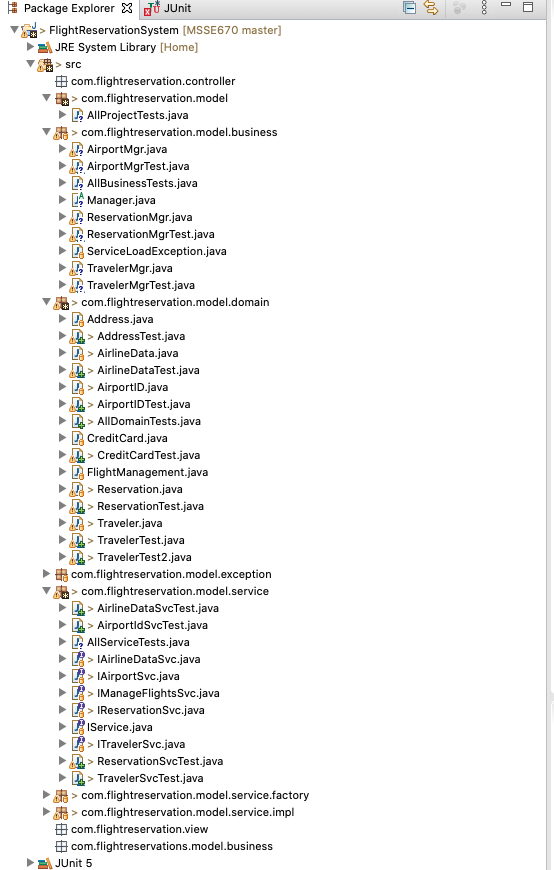 Package Explorer JUnit
> FlightReservationSystem [MSSE670 master]
JRE System Library [Home]
> src
com.flightreservation.controller
> com.flightreservation.model
AllProjectTests.java
> com.flightreservation.model.business
AirportMgr.java
AirportMgrTest.java
AllBusinessTests.java
Manager.java
ReservationMgr.java
ReservationMgrTest.java
ServiceLoadException.java
TravelerMgr.java
TravelerMgrTest.java
> com.flightreservation.model.domain
Address.java
> AddressTest.java
> AirlineData.java
> AirlineDataTest.java
> AirportID.java
> AirportIDTest.java
> AllDomainTests.java
CreditCard.java
> CreditCardTest.java
FlightManagement.java
> Reservation.java
> ReservationTest.java
> Traveler.java
> TravelerTest.java
> TravelerTest2.java
com.flightreservation.model.exception
> com.flightreservation.model.service
> AirlineDataSvcTest.java
> AirportIdSvcTest.java
AllServiceTests.java
> IAirlineDataSvc.java
> IAirportSvc.java
> IManageFlightsSvc.java
> IReservationSvc.java
IService.java
> ITravelerSvc.java
> ReservationSvcTest.java
> TravelerSvcTest.java
> com.flightreservation.model.service.factory
> com.flightreservation.model.service.impl
com.flightreservation.view
com.flightreservations.model.business
JUnit 5